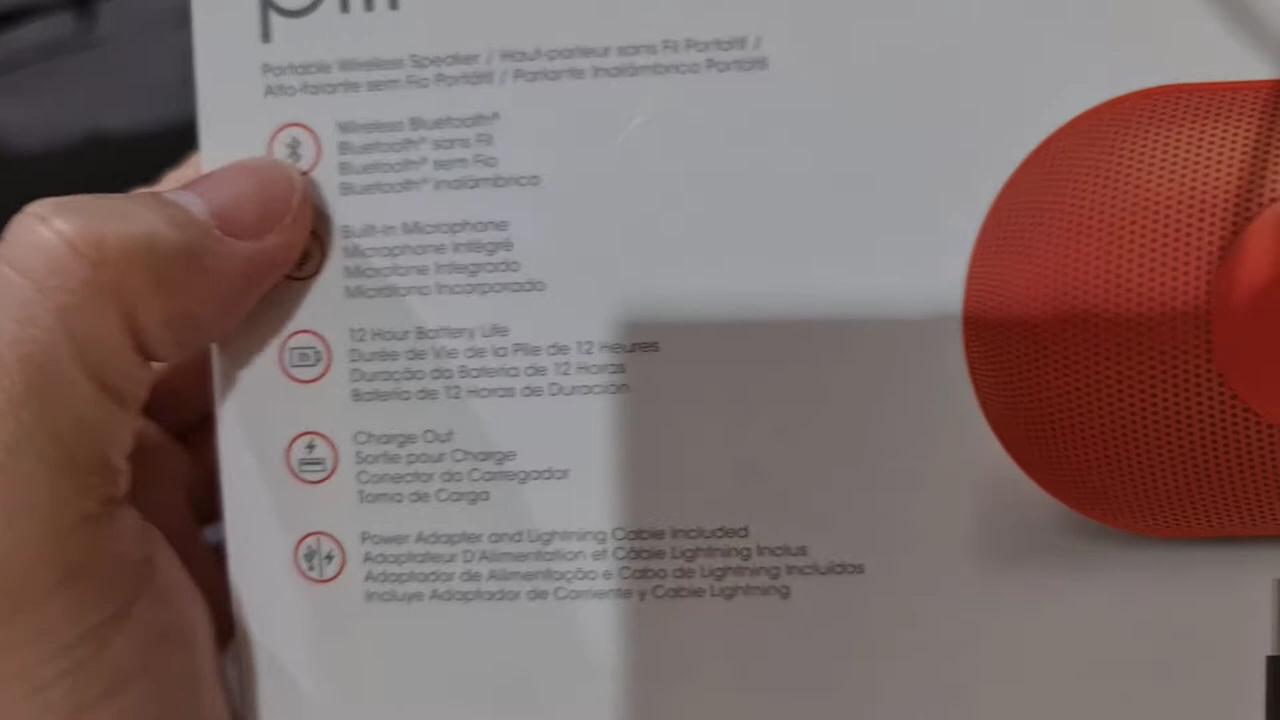 pill
Portable Wireless Speaker / Haut-parleur sans Fil Portatif /
Alto-falante sem Fio Portátil / Parlante Inalámbrico Portátil
Wireless Bluetooth®
Bluetooth® sans Fil
Bluetooth® sem Fio
Bluetooth® inalámbrico
Built-in Microphone
Microphone Intégré
Microfone Integrado
Micrófono Incorporado
12 Hour Battery Life
Durée de Vie de la Pile de 12 Heures
Duração da Bateria de 12 Horas
Batería de 12 Horas de Duración
Charge Out
Sortie pour Charge
Conector do Carregador
Toma de Carga
Power Adapter and Lightning Cable Included
Adaptateur D'Alimentation et Câble Lightning Inclus
Adaptador de Alimentação e Cabo de Lightning Incluídos
Incluye Adaptador de Corriente y Cable Lightning